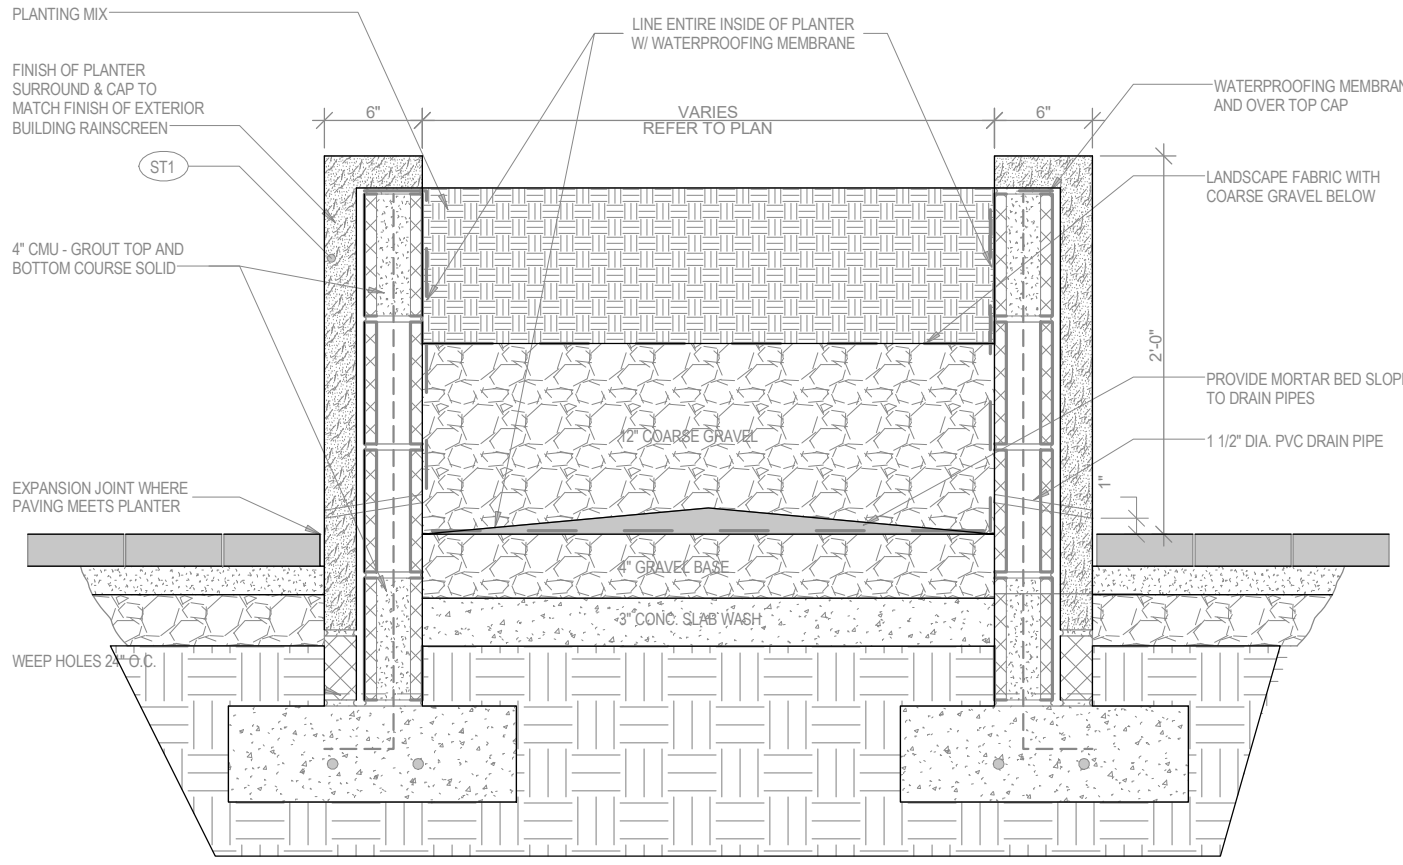 PLANTING MIX
FINISH OF PLANTER
SURROUND & CAP TO
MATCH FINISH OF EXTERIOR
BUILDING RAINSCREEN
ST1
4" CMU - GROUT TOP AND
BOTTOM COURSE SOLID
EXPANSION JOINT WHERE
PAVING MEETS PLANTER
WEEP HOLES 24" O.C.
LINE ENTIRE INSIDE OF PLANTER
W/ WATERPROOFING MEMBRANE
6"
VARIES
REFER TO PLAN
6"
12" COARSE GRAVEL
4" GRAVEL BASE
3" CONC. SLAB WASH
WATERPROOFING MEMBRAN
AND OVER TOP CAP
LANDSCAPE FABRIC WITH
COARSE GRAVEL BELOW
2'-0"
PROVIDE MORTAR BED SLOP
TO DRAIN PIPES
1 1/2" DIA. PVC DRAIN PIPE
1"